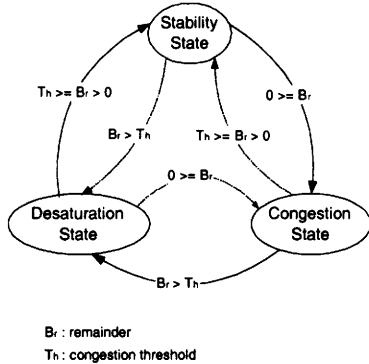 Stability
State
Th >= Br > 0
0 >= Br
Br > Th
Th >= Br > 0
0 >= Br
Desaturation
State
Congestion
State
Br > Th
Br : remainder
Th : congestion threshold